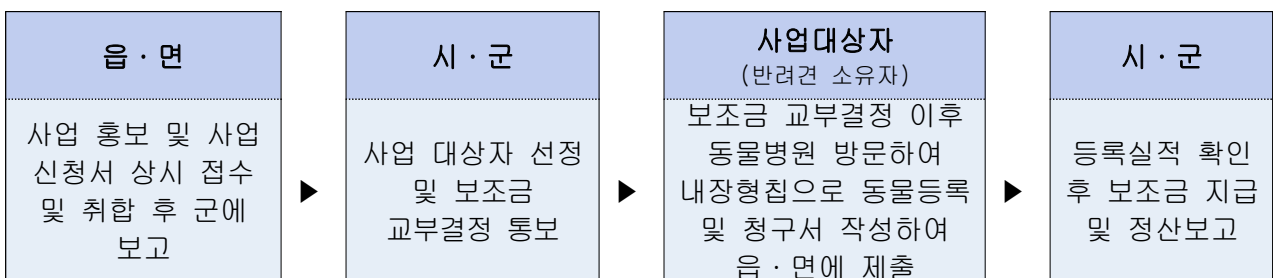 읍·면
사업 홍보 및 사업
신청서 상시 접수
및 취합 후 군에
보고
▶
시·군
사업 대상자 선정
및 보조금
교부결정 통보
▶
사업대상자
(반려견 소유자)
보조금 교부결정 이후
동물병원 방문하여
내장형칩으로 동물등록
및 청구서 작성하여
읍·면에 제출
▶
시·군
등록실적 확인
후 보조금 지급
및 정산보고